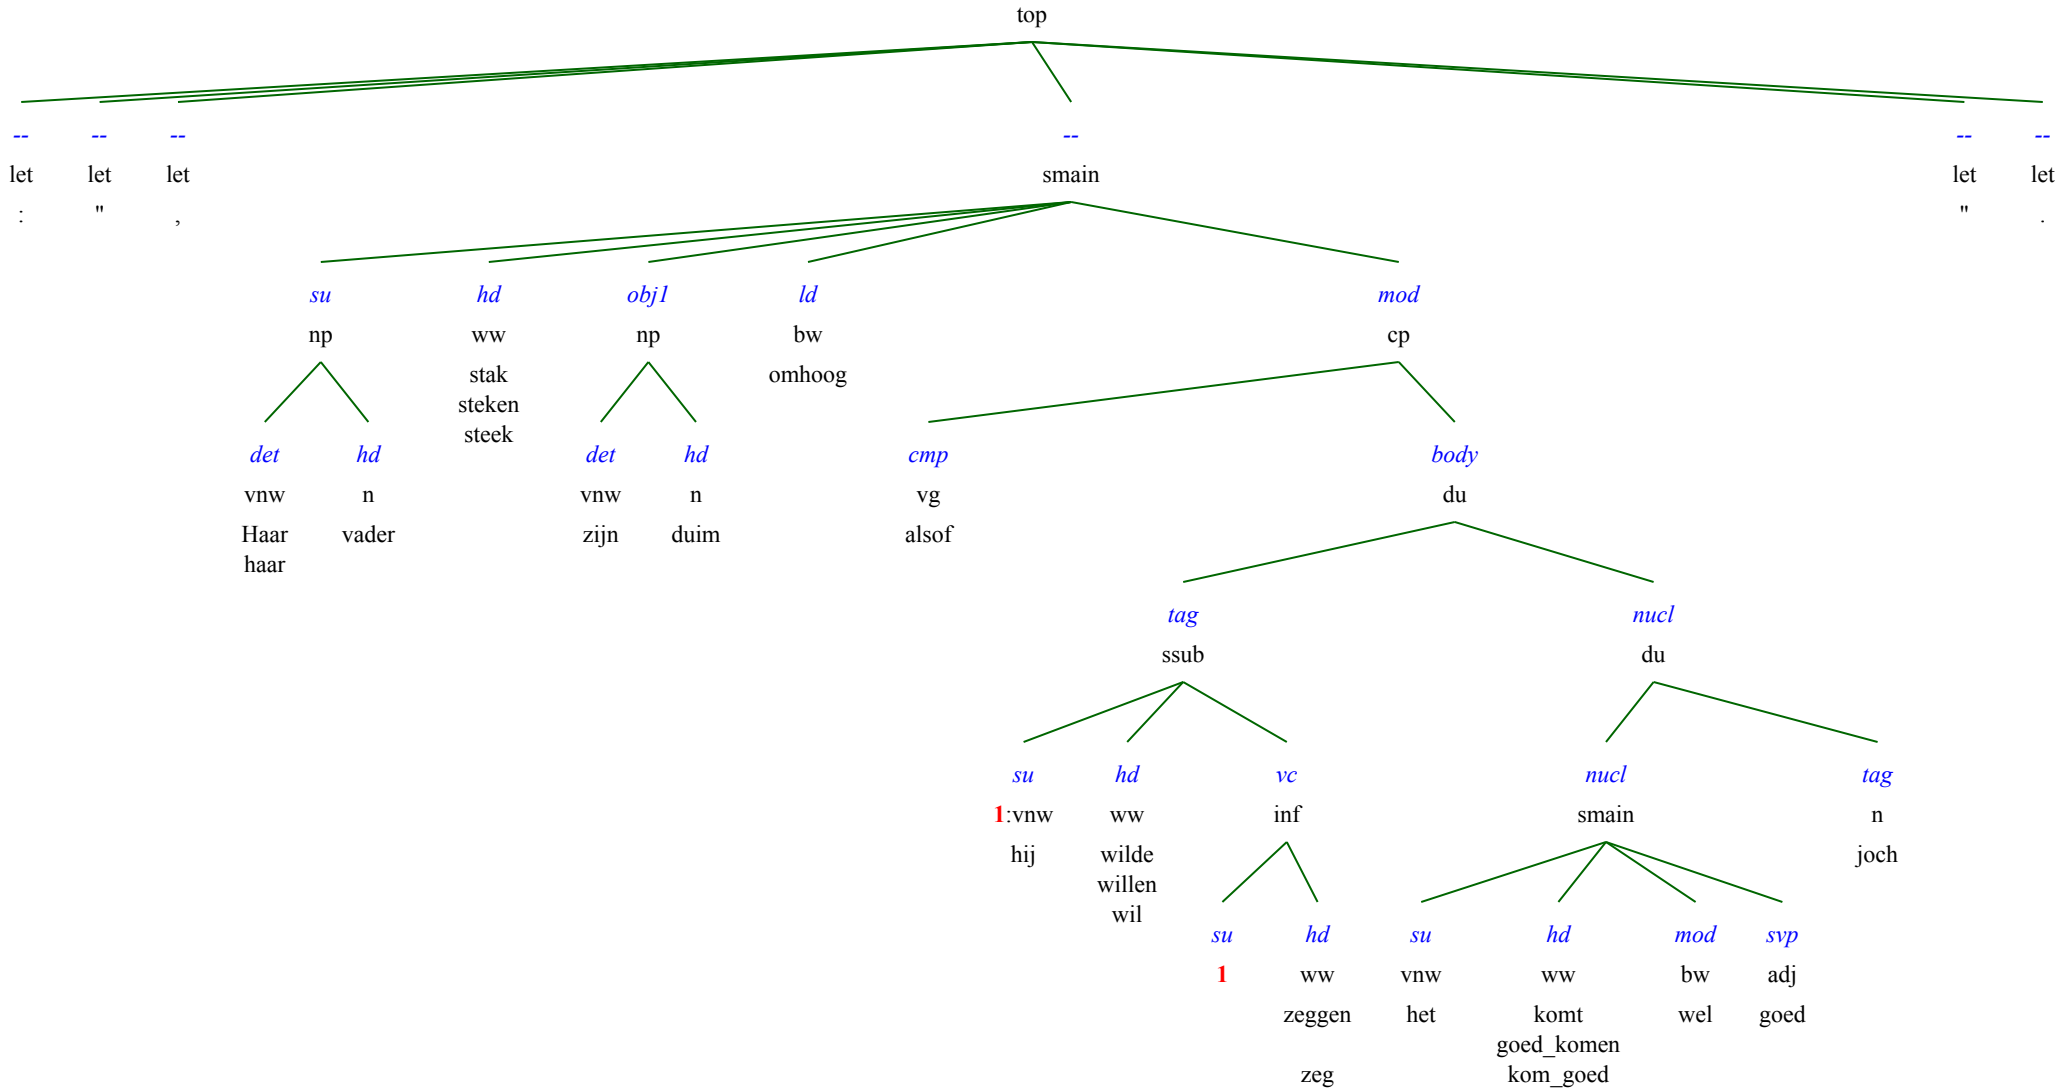 top
-- -- -- -- -- --
let let let smain let let
: " , " .
su hd obj1 ld mod
np ww np bw cp
stak omhoog
steken
steek
det hd det hd cmp body
vnw n vnw n vg du
Haar vader zijn duim alsof
haar
tag nucl
ssub du
su hd vc nucl tag
1:vnw ww inf smain n
hij wilde joch
willen
wil
su hd su hd mod svp
1 ww vnw ww bw adj
zeggen het komt wel goed
goed_komen
zeg kom_goed